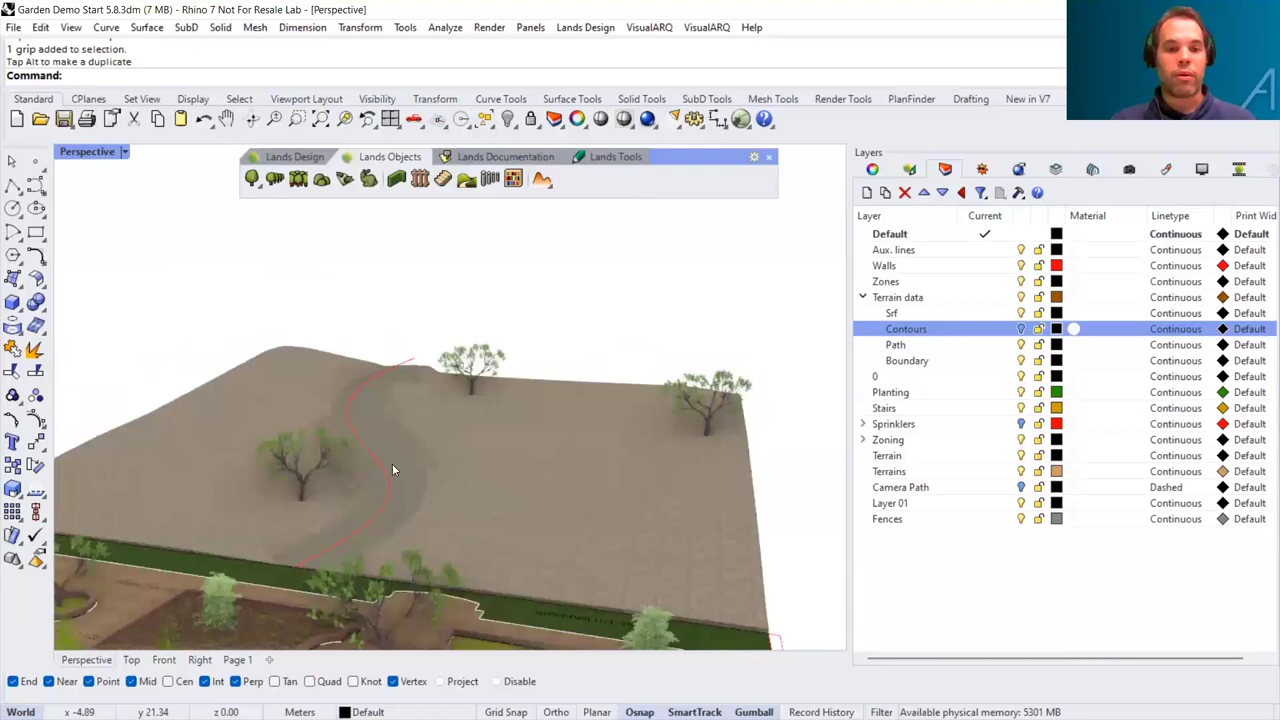 Garden Demo Start 5.8.3dm (7 MB) - Rhino 7 Not For Resale Lab - [Perspective]
File Edit View Curve Surface SubD Solid Mesh Dimension Transform Tools Analyze Render Panels Lands Design VisualARQ VisualARQ Help
1 grip added to selection.
Tap Alt to make a duplicate
Command:
Standard CPlanes Set View Display Select Viewport Layout Visibility Transform Curve Tools Surface Tools Solid Tools SubD Tools Mesh Tools Render Tools PlanFinder Drafting New in V7
Perspective
Lands Design Lands Objects Lands Documentation Lands Tools
Layers
Layer Current Material Linetype Print Wid
Default Continuous Default
Aux. lines Continuous Default
Walls Continuous Default
Zones Continuous Default
Terrain data Continuous Default
Srf Continuous Default
Contours Continuous Default
Path Continuous Default
Boundary Continuous Default
0 Continuous Default
Planting Continuous Default
Stairs Continuous Default
Sprinklers Continuous Default
Zoning Continuous Default
Terrain Continuous Default
Terrains Continuous Default
Camera Path Dashed Default
Layer 01 Continuous Default
Fences Continuous Default
Perspective Top Front Right Page 1
End Near Point Mid Cen Int Perp Tan Quad Knot Vertex Project Disable
World x -4.89 y 21.34 z 0.00 Meters Default Grid Snap Ortho Planar Osnap SmartTrack Gumball Record History Filter Available physical memory: 5301 MB